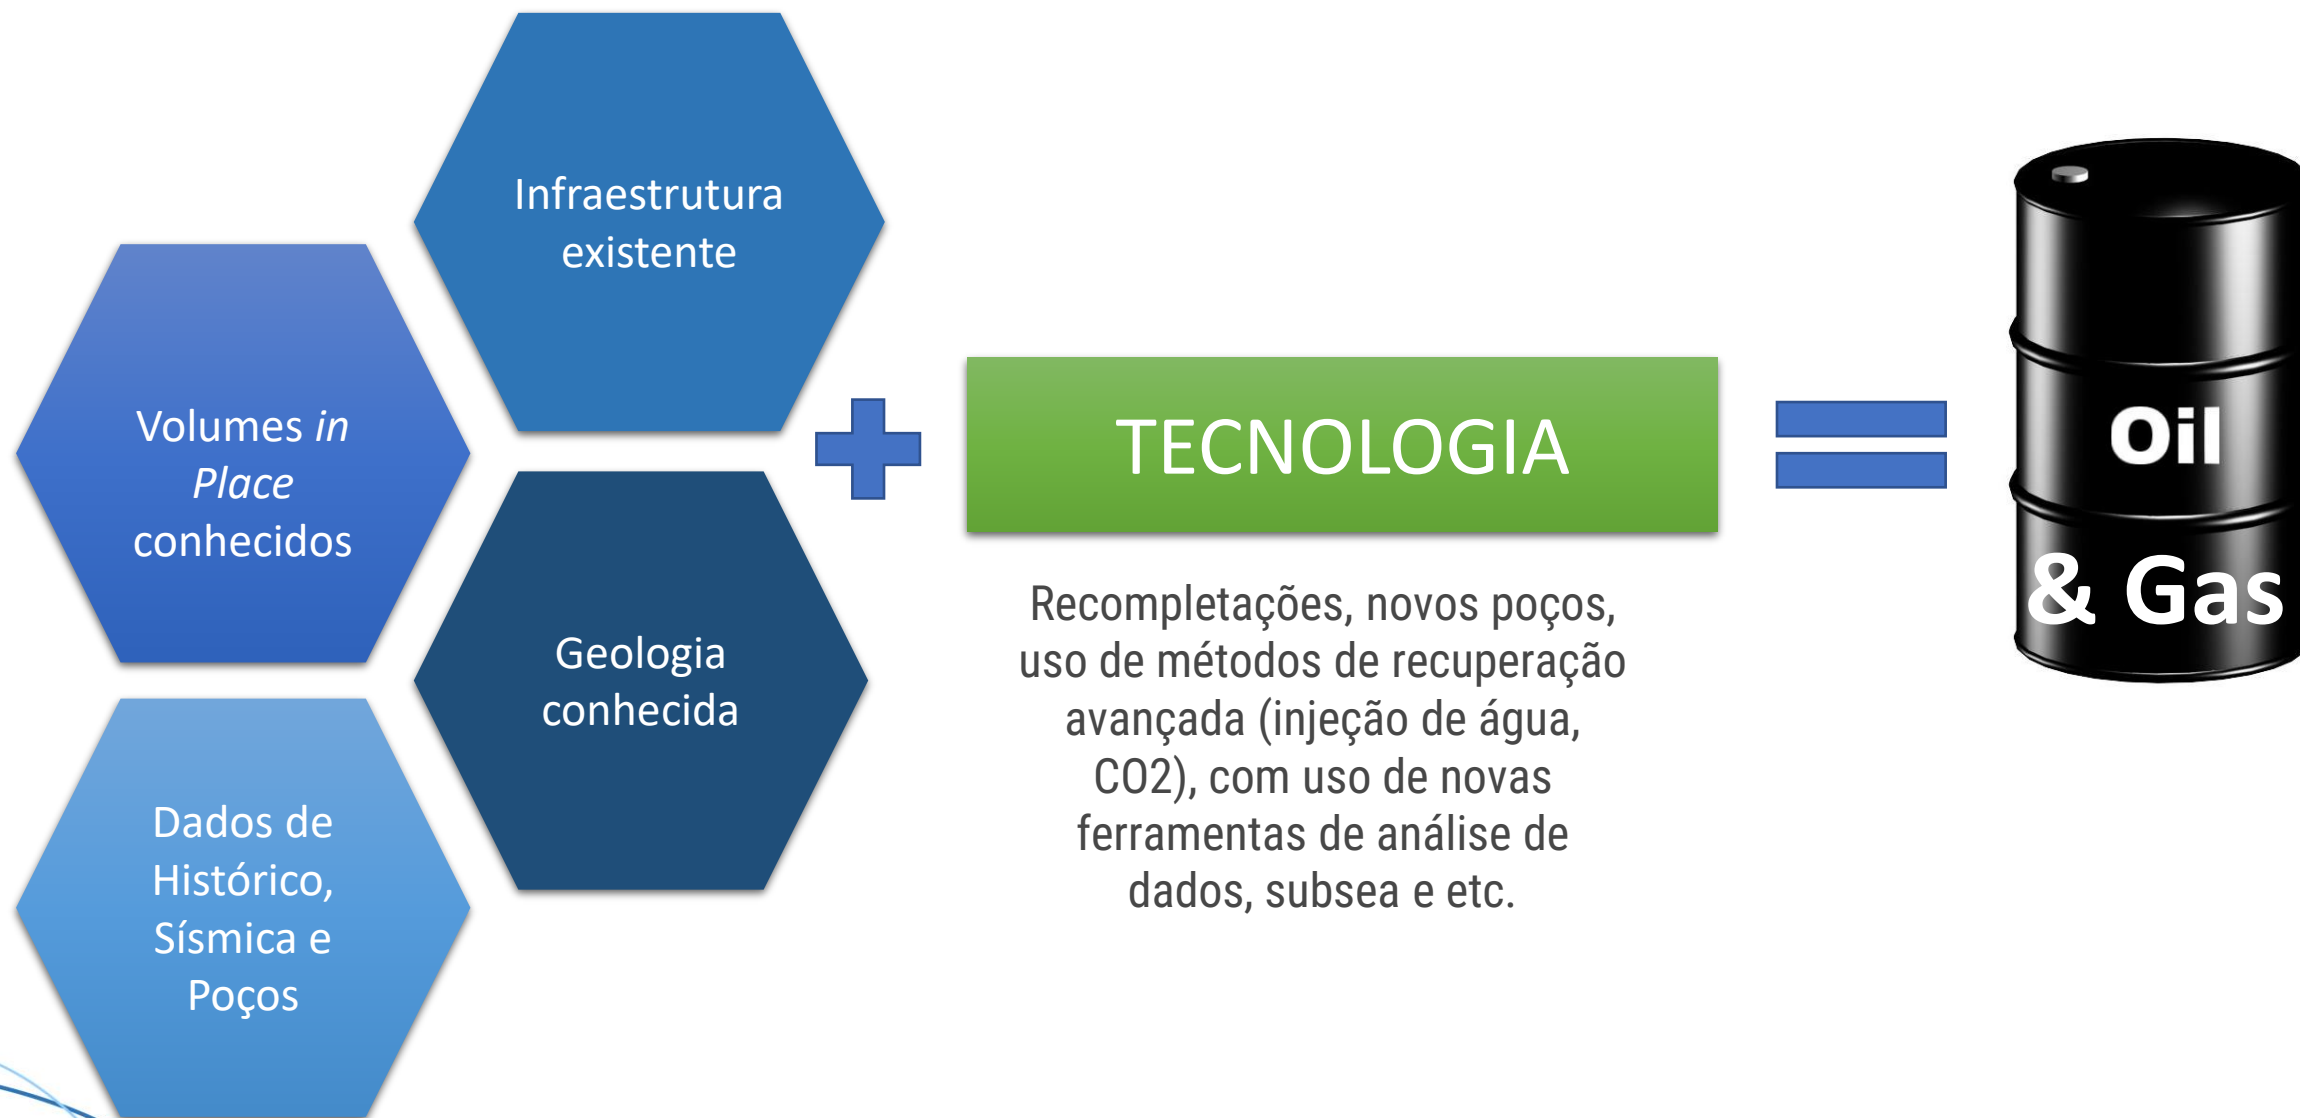 Infraestrutura
existente
Volumes in
Place
conhecidos
Geologia
conhecida
Dados de
Histórico,
Sísmica e
Poços
TECNOLOGIA
Recompletações, novos poços,
uso de métodos de recuperação
avançada (injeção de água,
CO2), com uso de novas
ferramentas de análise de
dados, subsea e etc.
Oil
& Gas